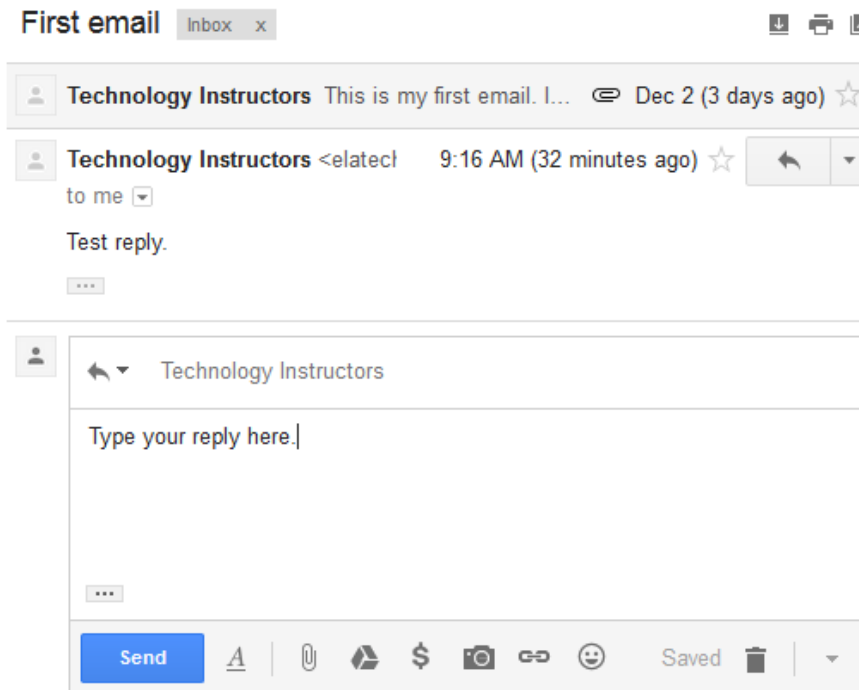 First email Inbox x
Technology Instructors This is my first email. I... Dec 2 (3 days ago)
Technology Instructors <elatech 9:16 AM (32 minutes ago)
to me
Test reply.
...
Technology Instructors
Type your reply here.
...
Send A $ Saved